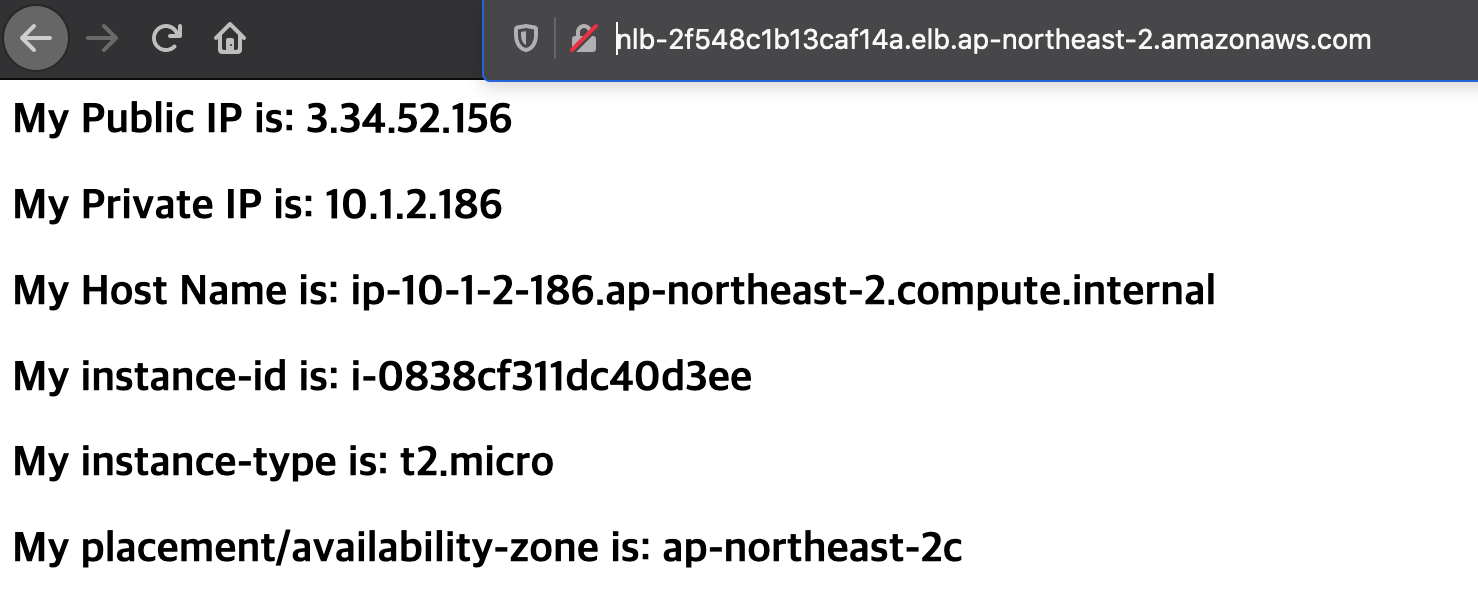 nlb-2f548c1b13caf14a.elb.ap-northeast-2.amazonaws.com
My Public IP is: 3.34.52.156
My Private IP is: 10.1.2.186
My Host Name is: ip-10-1-2-186.ap-northeast-2.compute.internal
My instance-id is: i-0838cf311dc40d3ee
My instance-type is: t2.micro
My placement/availability-zone is: ap-northeast-2c